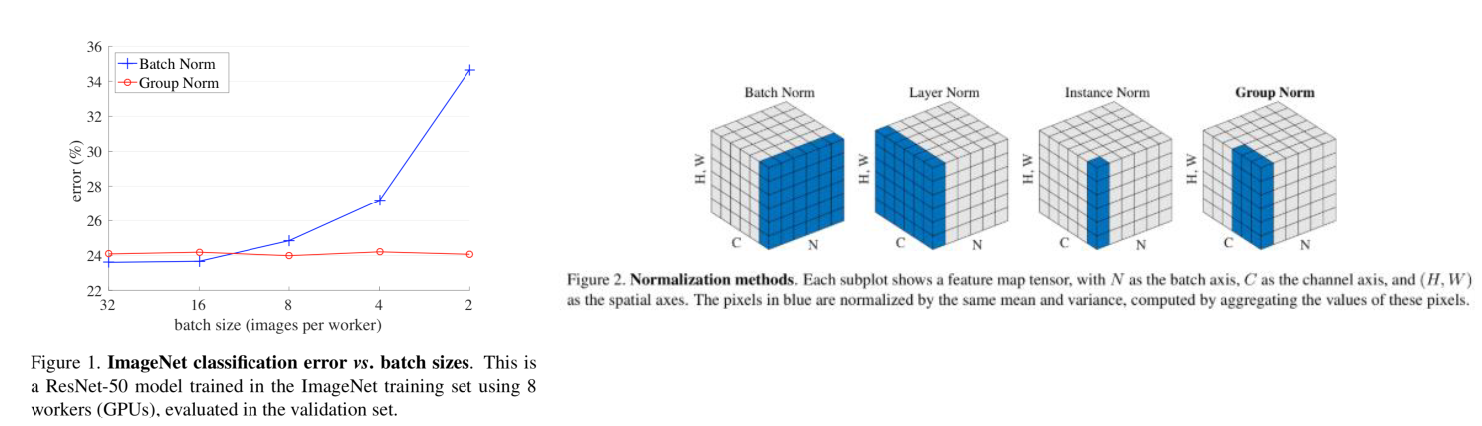 36
34
32
30
28
26
24
22
error (%)
Batch Norm
Group Norm
32 16 8 4 2
batch size (images per worker)
Figure 1. ImageNet classification error vs. batch sizes. This is
a ResNet-50 model trained in the ImageNet training set using 8
workers (GPUs), evaluated in the validation set.
Batch Norm Layer Norm Instance Norm Group Norm
H, W H, W H, W H, W
C N C N C N C N
Figure 2. Normalization methods. Each subplot shows a feature map tensor, with N as the batch axis, C as the channel axis, and (H, W)
as the spatial axes. The pixels in blue are normalized by the same mean and variance, computed by aggregating the values of these pixels.